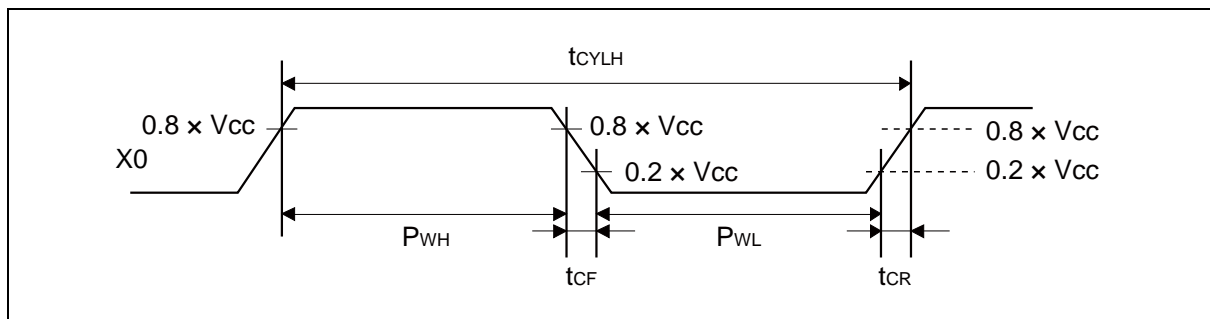 tCYLH
0.8 × Vcc
0.8 × Vcc
0.8 × Vcc
X0
0.2 × Vcc
0.2 × Vcc
PWH
PWL
tCF
tCR